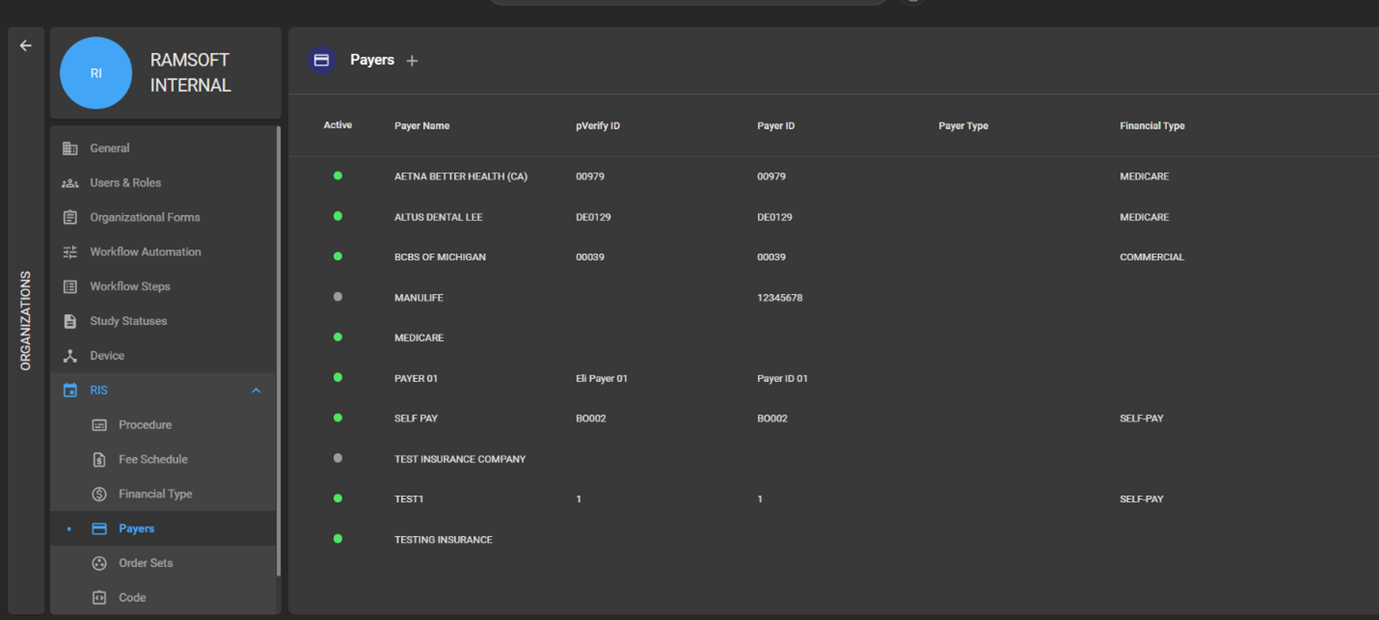 ORGANIZATIONS
RI
RAMSOFT
INTERNAL
General
Users & Roles
Organizational Forms
Workflow Automation
Workflow Steps
Study Statuses
Device
RIS
Procedure
Fee Schedule
Financial Type
Payers
Order Sets
Code
Payers +
Active Payer Name pVerify ID Payer ID Payer Type Financial Type
AETNA BETTER HEALTH (CA) 00979 00979 MEDICARE
ALTUS DENTAL LEE DE0129 DE0129 MEDICARE
BCBS OF MICHIGAN 00039 00039 COMMERCIAL
MANULIFE 12345678
MEDICARE
PAYER 01 Eli Payer 01 Payer ID 01
SELF PAY BO002 BO002 SELF-PAY
TEST INSURANCE COMPANY
TEST1 1 1 SELF-PAY
TESTING INSURANCE